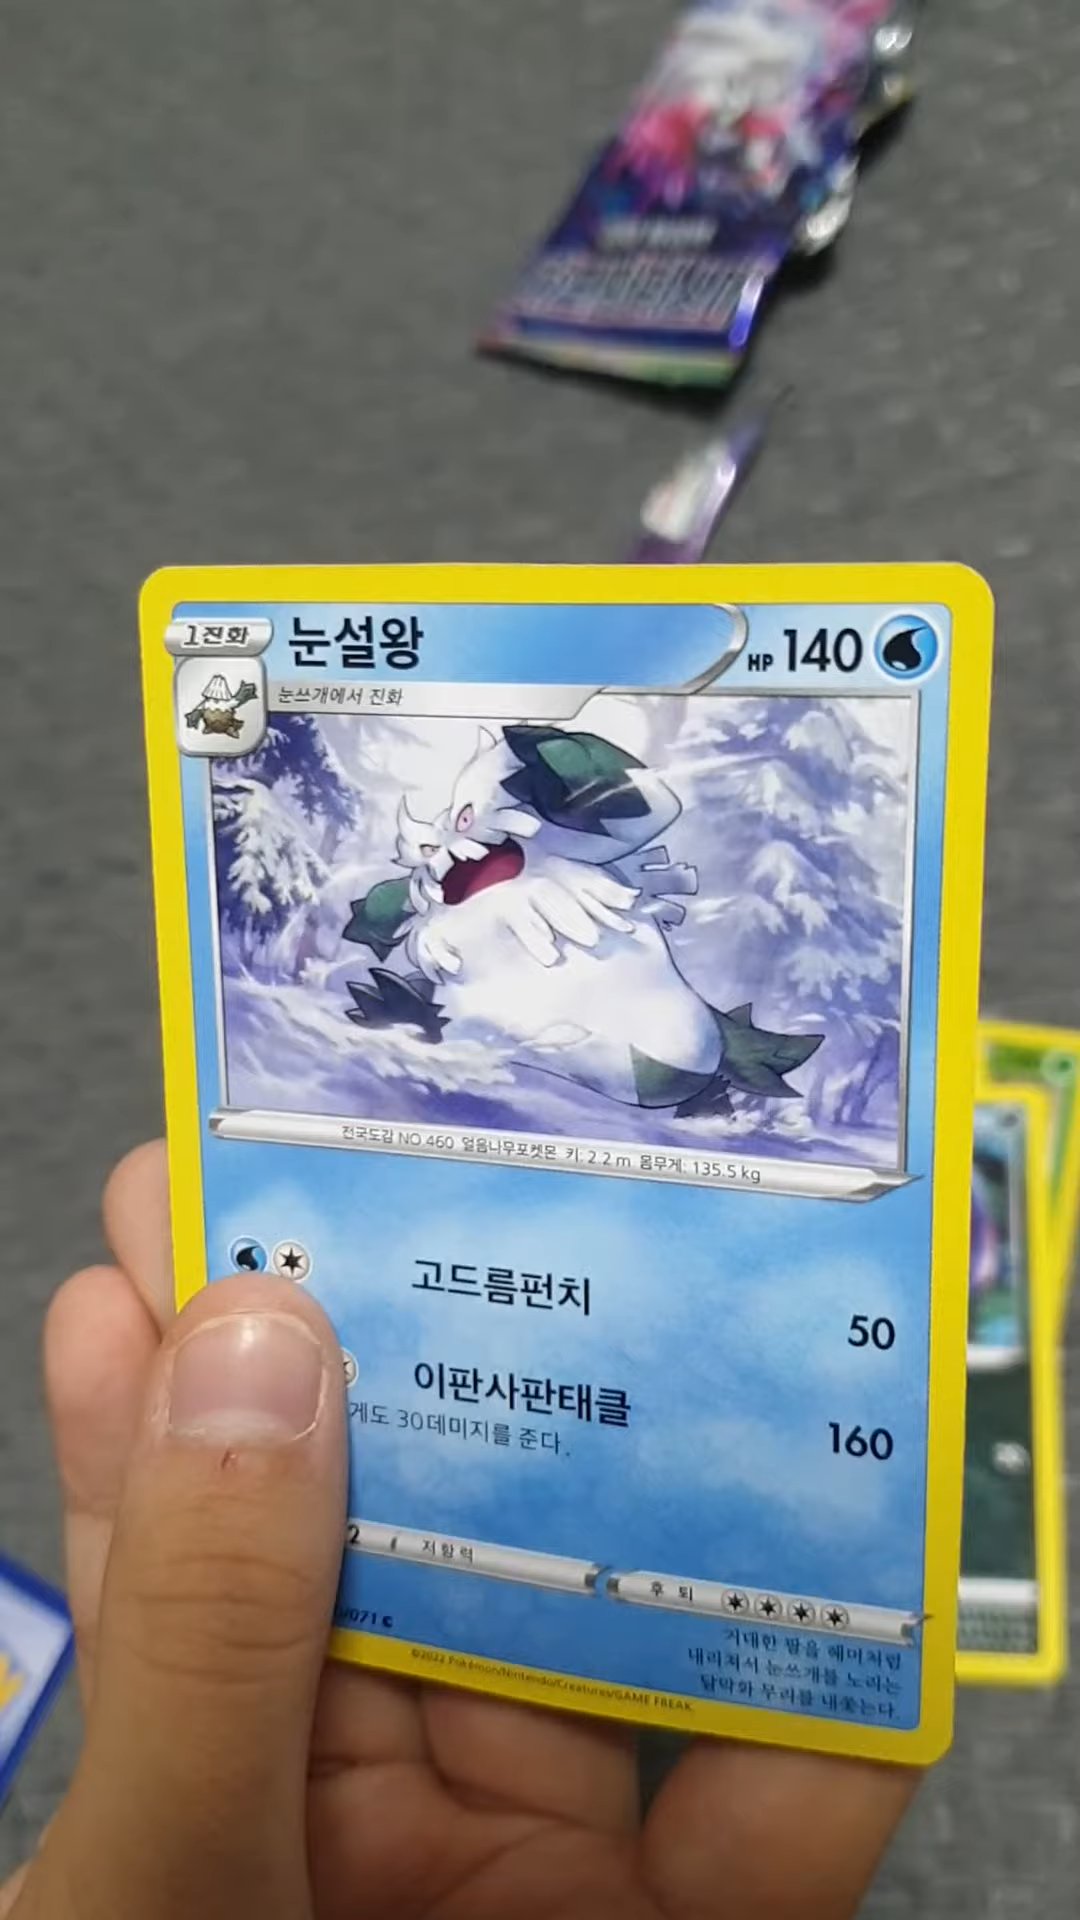 1진화
눈설왕
HP 140
눈쓰개에서 진화
전국도감 NO.460 얼음나무포켓몬 키: 2.2 m 몸무게: 135.5 kg
고드름펀치
50
이판사판태클
160
게도 30데미지를 준다.
2
저항력
후퇴
/071 C
거대한 팔을 해머처럼
내리쳐서 눈쓰개를 노리는
달막화 무리를 내쫓는다.
©2022 Pokémon/Nintendo/Creatures/GAME FREAK